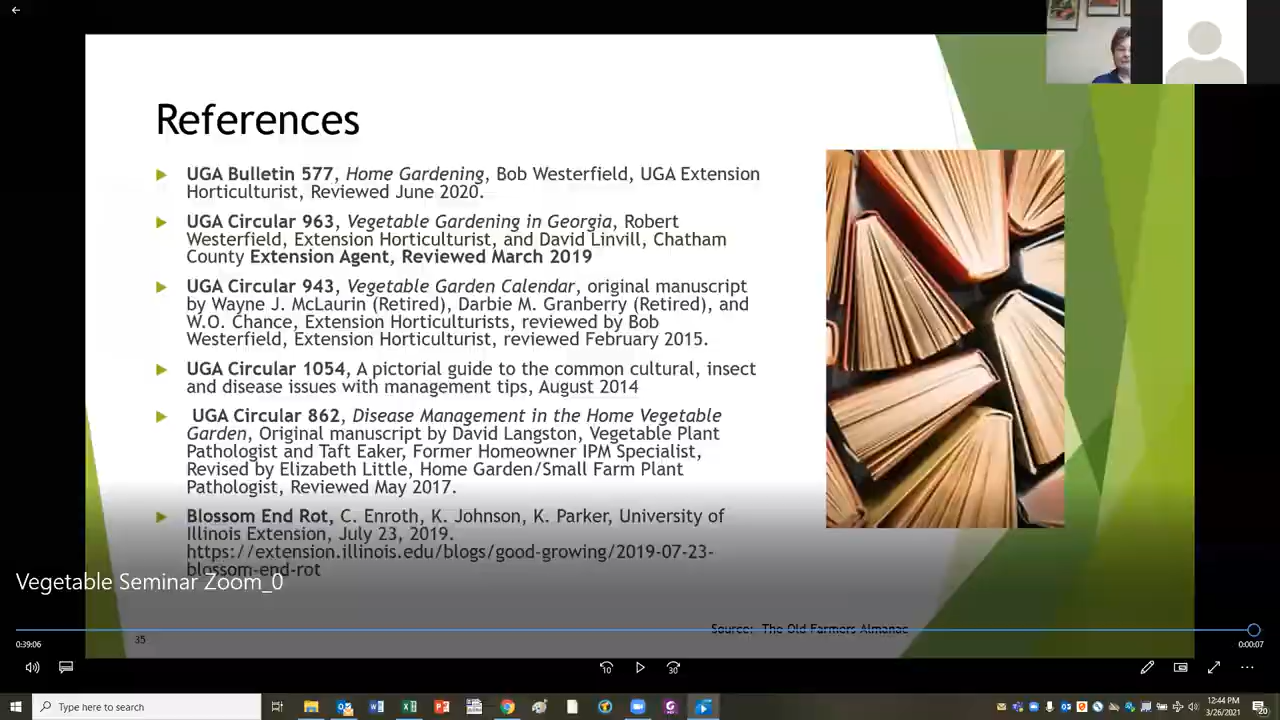 References
UGA Bulletin 577, Home Gardening, Bob Westerfield, UGA Extension
Horticulturist, Reviewed June 2020.
UGA Circular 963, Vegetable Gardening in Georgia, Robert
Westerfield, Extension Horticulturist, and David Linvill, Chatham
County Extension Agent, Reviewed March 2019
UGA Circular 943, Vegetable Garden Calendar, original manuscript
by Wayne J. McLaurin (Retired), Darbie M. Granberry (Retired), and
W.O. Chance, Extension Horticulturists, reviewed by Bob
Westerfield, Extension Horticulturist, reviewed February 2015.
UGA Circular 1054, A pictorial guide to the common cultural, insect
and disease issues with management tips, August 2014
UGA Circular 862, Disease Management in the Home Vegetable
Garden, Original manuscript by David Langston, Vegetable Plant
Pathologist and Taft Eaker, Former Homeowner IPM Specialist,
Revised by Elizabeth Little, Home Garden/Small Farm Plant
Pathologist, Reviewed May 2017.
Blossom End Rot, C. Enroth, K. Johnson, K. Parker, University of
Illinois Extension, July 23, 2019.
https://extension.illinois.edu/blogs/good-growing/2019-07-23-
blossom-end-rot
Vegetable Seminar Zoom_0
Source: The Old Farmers Almanac
35
0:39:06
0:00:07
10
30
Type here to search
12:44 PM
3/26/2021
20